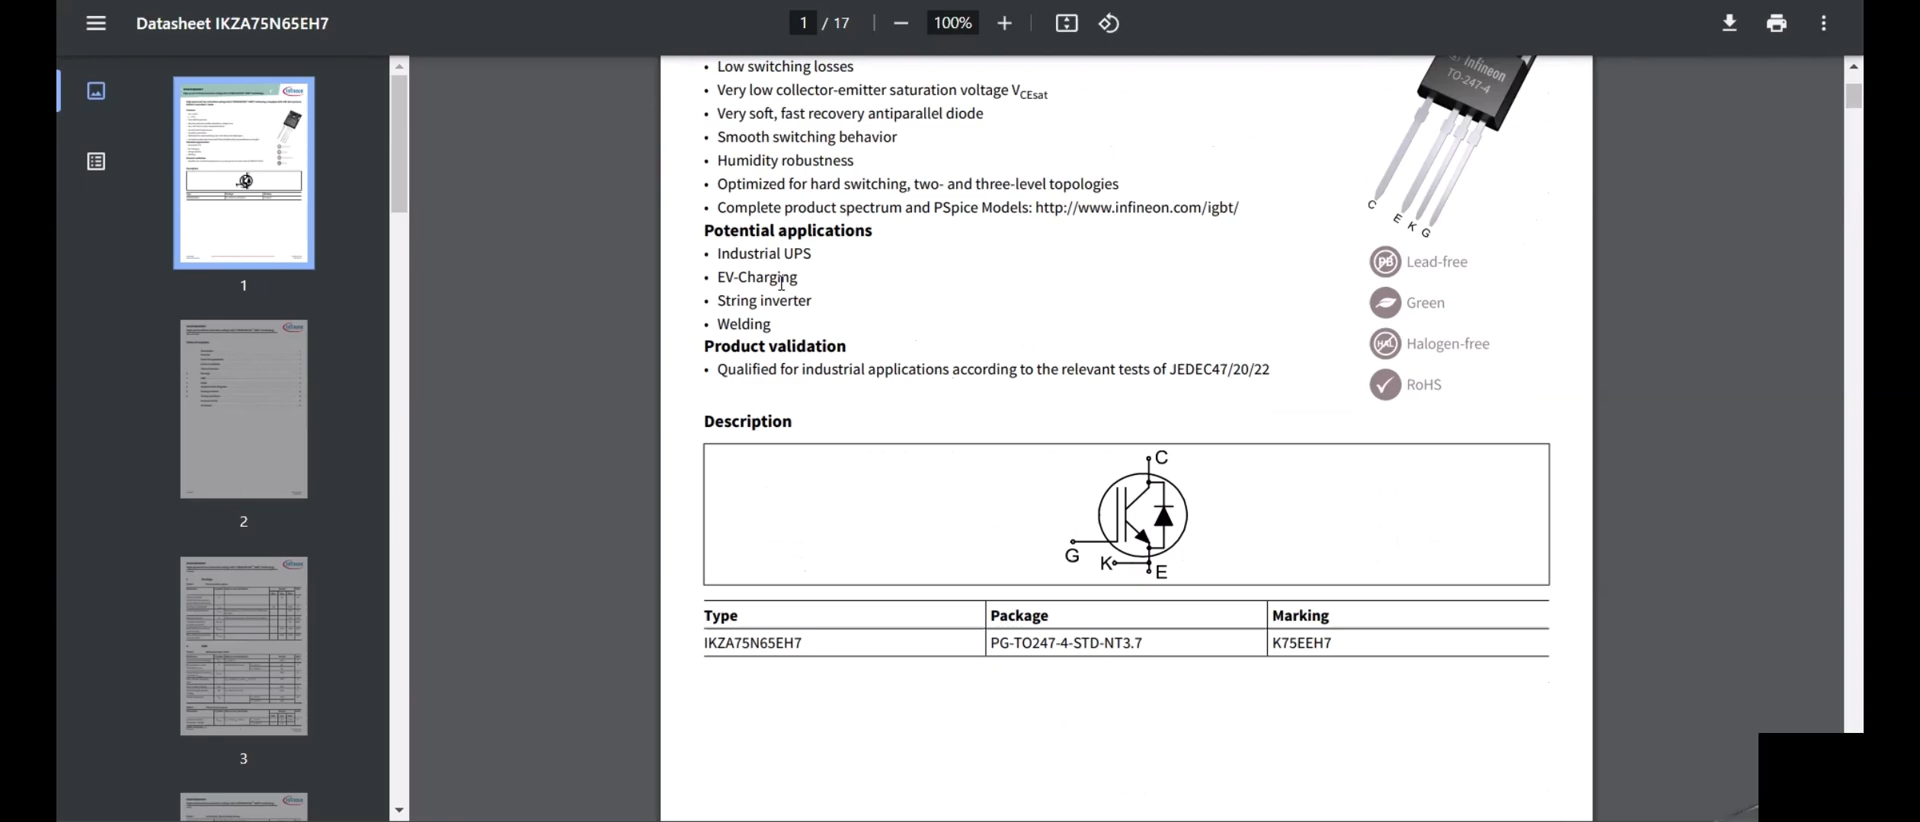 Datasheet IKZA75N65EH7
1 / 17
100%
• Low switching losses
• Very low collector-emitter saturation voltage VCEsat
• Very soft, fast recovery antiparallel diode
• Smooth switching behavior
• Humidity robustness
• Optimized for hard switching, two- and three-level topologies
• Complete product spectrum and PSpice Models: http://www.infineon.com/igbt/
Potential applications
• Industrial UPS
• EV-Charging
• String inverter
• Welding
Product validation
• Qualified for industrial applications according to the relevant tests of JEDEC47/20/22
Infineon
TO-247-4
C E K G
PB Lead-free
Green
HAL Halogen-free
RoHS
Description
C
G
K
E
Type Package Marking
IKZA75N65EH7 PG-TO247-4-STD-NT3.7 K75EEH7
1
2
3